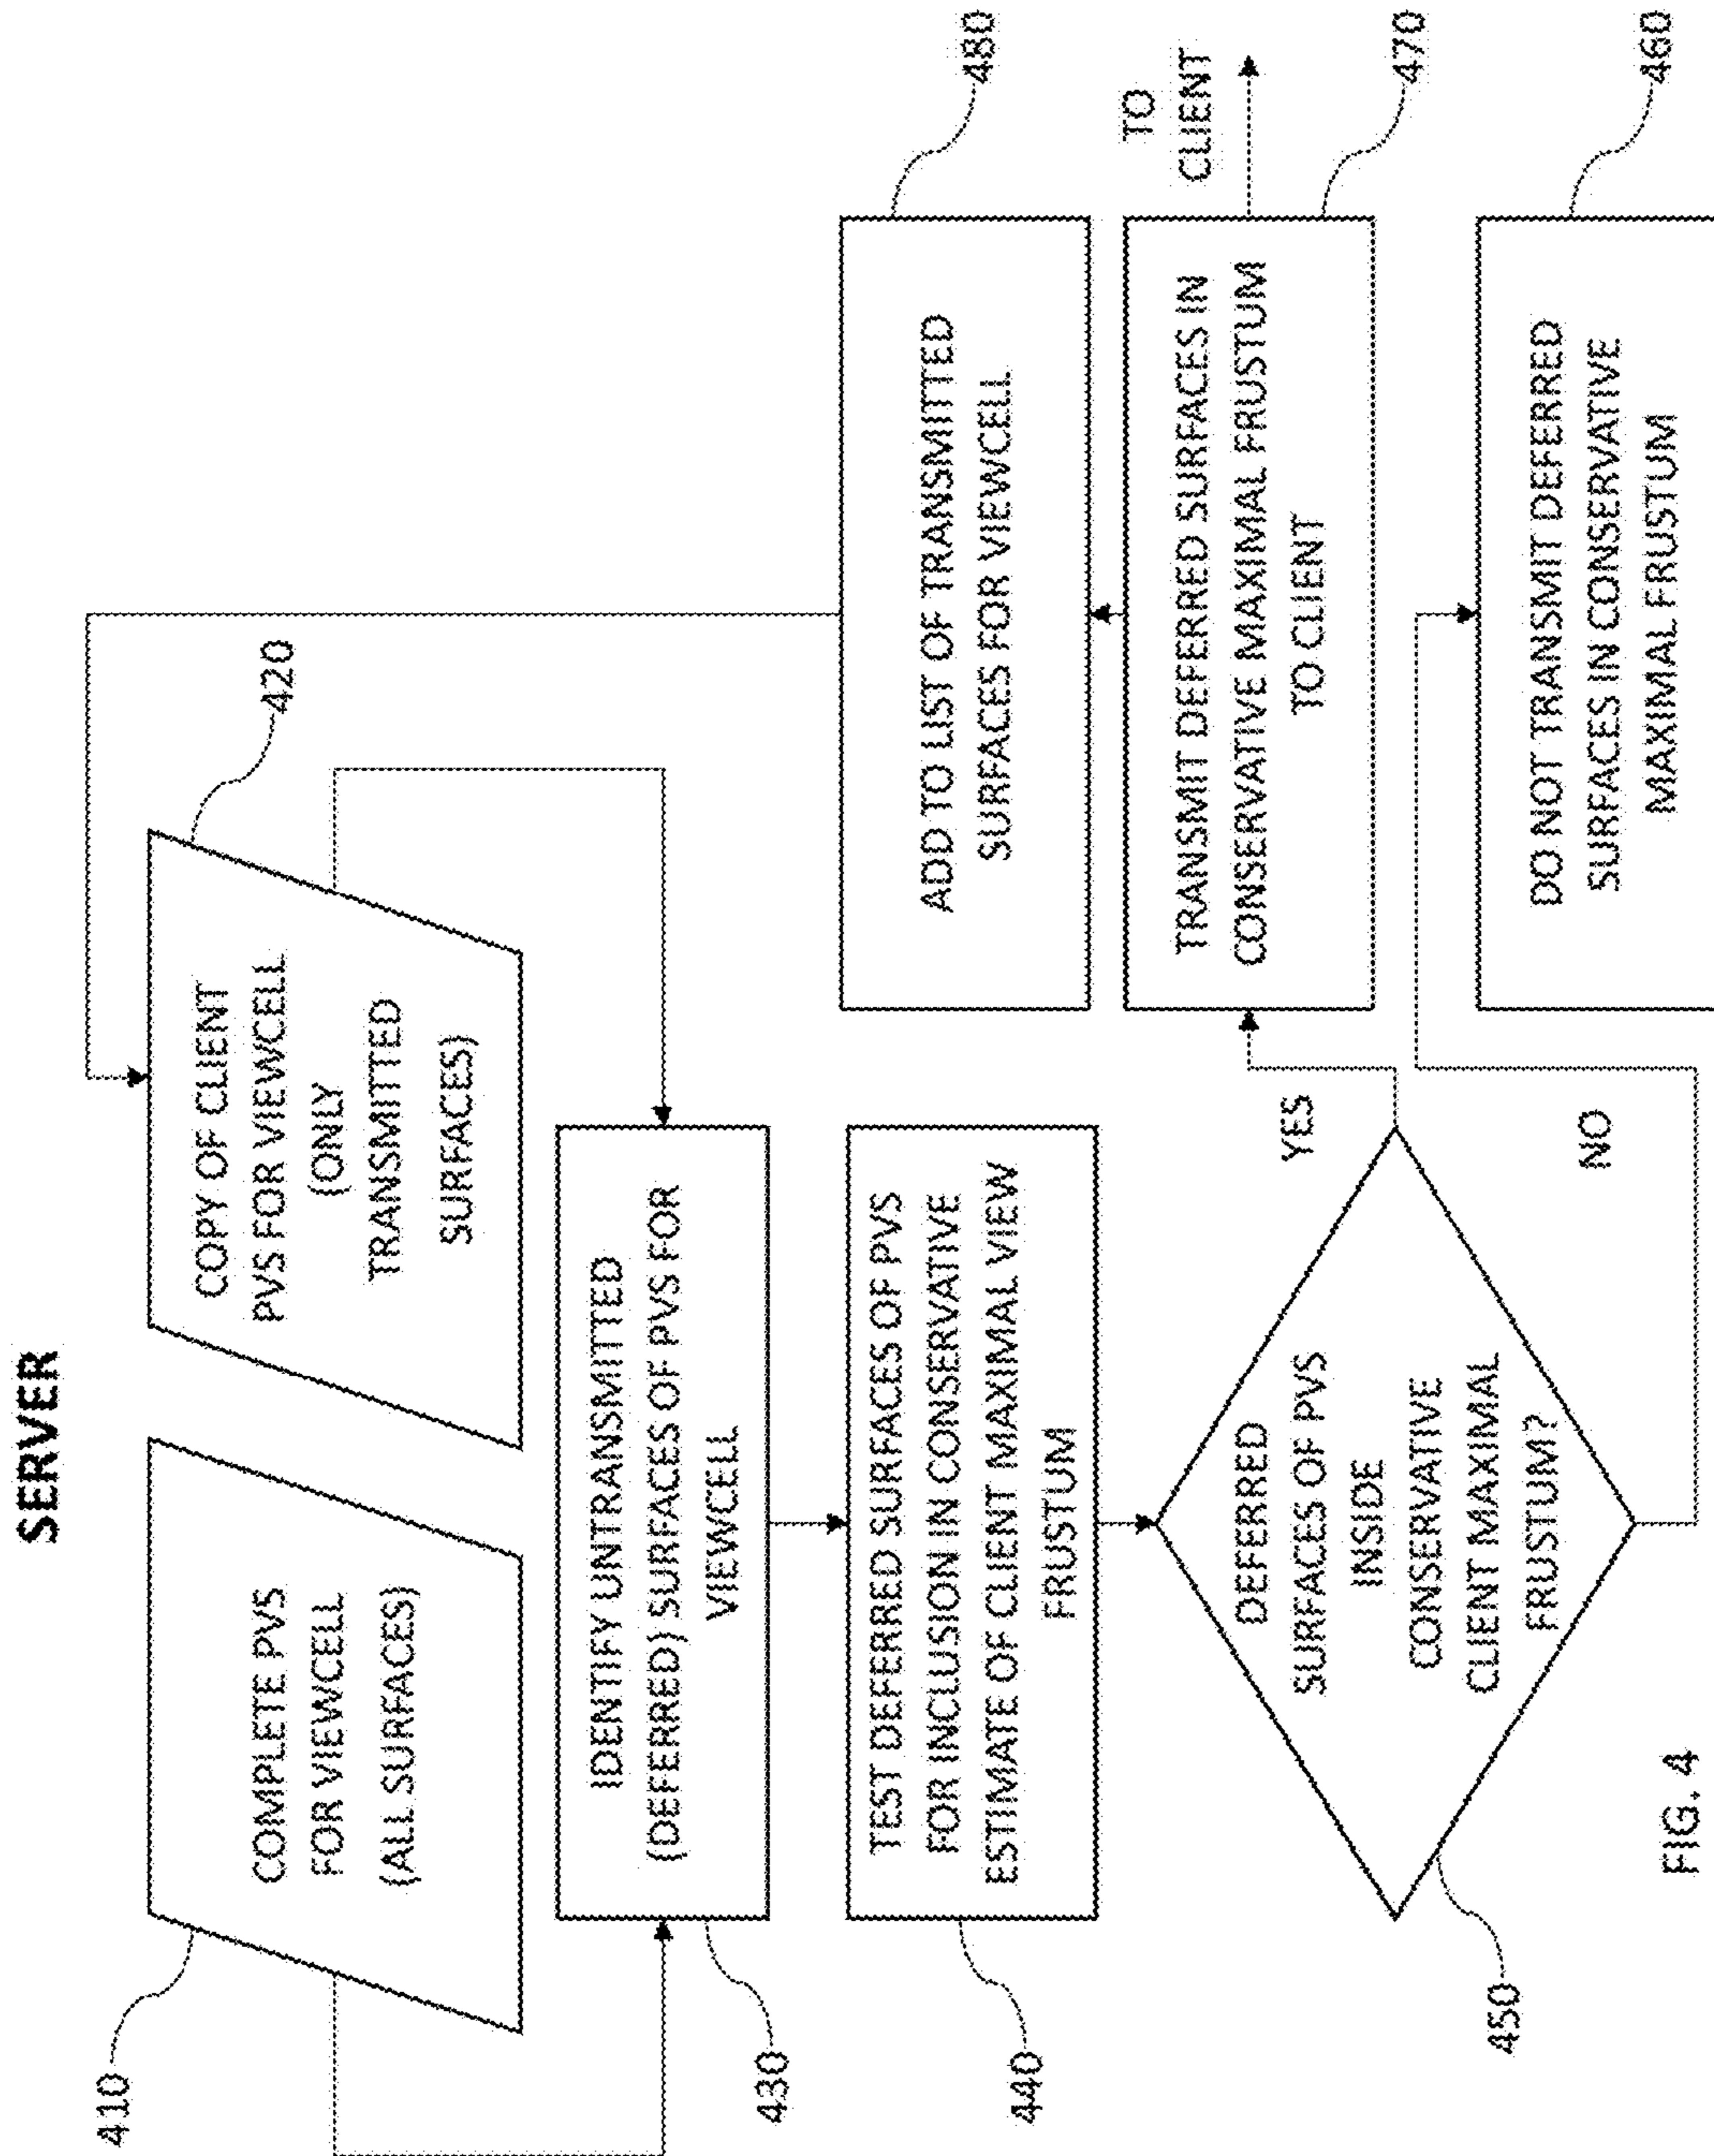 SERVER
410
COMPLETE PVS
FOR VIEWCELL
(ALL SURFACES)
420
COPY OF CLIENT
PVS FOR VIEWCELL
(ONLY
TRANSMITTED
SURFACES)
430
IDENTIFY UNTRANSMITTED
(DEFERRED) SURFACES OF PVS FOR
VIEWCELL
440
TEST DEFERRED SURFACES OF PVS
FOR INCLUSION IN CONSERVATIVE
ESTIMATE OF CLIENT MAXIMAL VIEW
FRUSTUM
450
DEFERRED
SURFACES OF PVS
INSIDE
CONSERVATIVE
CLIENT MAXIMAL
FRUSTUM?
YES
NO
480
ADD TO LIST OF TRANSMITTED
SURFACES FOR VIEWCELL
TO
CLIENT
470
TRANSMIT DEFERRED SURFACES IN
CONSERVATIVE MAXIMAL FRUSTUM
TO CLIENT
460
DO NOT TRANSMIT DEFERRED
SURFACES IN CONSERVATIVE
MAXIMAL FRUSTUM
FIG. 4